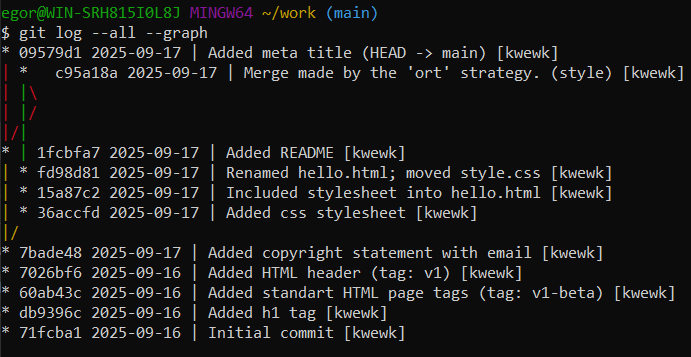 egor@WIN-SRH815I0L8J MINGW64 ~/work (main)
$ git log --all --graph
* 09579d1 2025-09-17 | Added meta title (HEAD -> main) [kwewk]
| *   c95a18a 2025-09-17 | Merge made by the 'ort' strategy. (style) [kwewk]
| |\
| |/
|/|
* | 1fcbfa7 2025-09-17 | Added README [kwewk]
| * fd98d81 2025-09-17 | Renamed hello.html; moved style.css [kwewk]
| * 15a87c2 2025-09-17 | Included stylesheet into hello.html [kwewk]
| * 36accfd 2025-09-17 | Added css stylesheet [kwewk]
|/
* 7bade48 2025-09-17 | Added copyright statement with email [kwewk]
* 7026bf6 2025-09-16 | Added HTML header (tag: v1) [kwewk]
* 60ab43c 2025-09-16 | Added standart HTML page tags (tag: v1-beta) [kwewk]
* db9396c 2025-09-16 | Added h1 tag [kwewk]
* 71fcba1 2025-09-16 | Initial commit [kwewk]